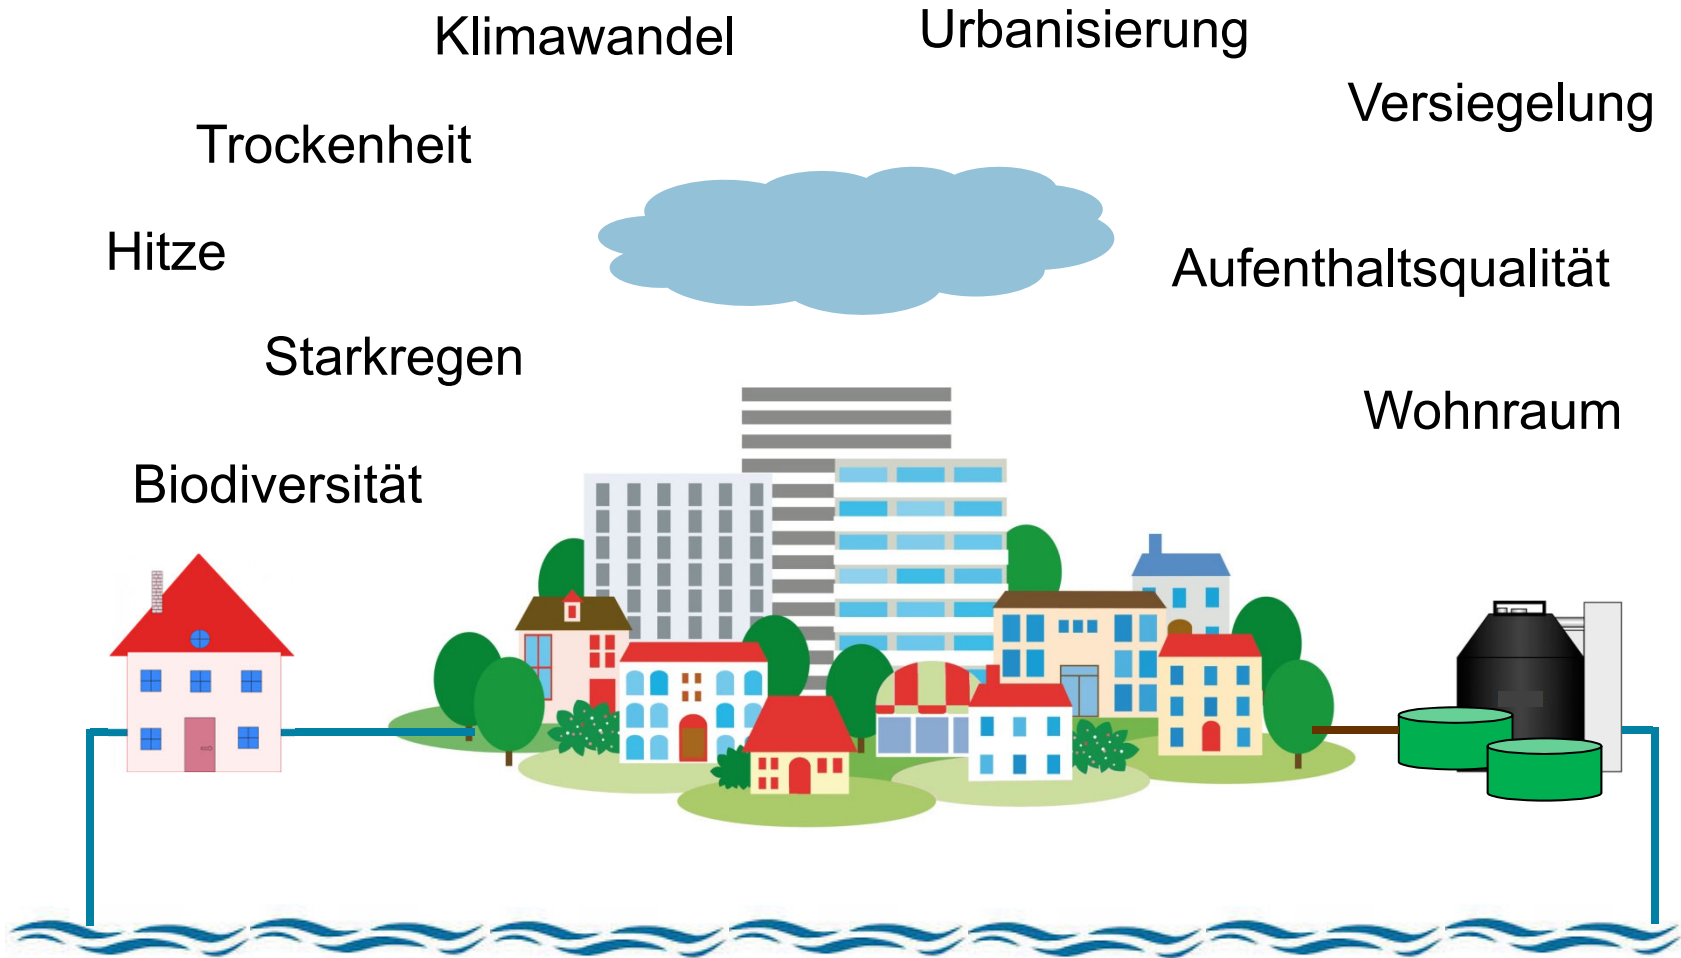 Klimawandel
Urbanisierung
Versiegelung
Trockenheit
Hitze
Aufenthaltsqualität
Starkregen
Wohnraum
Biodiversität